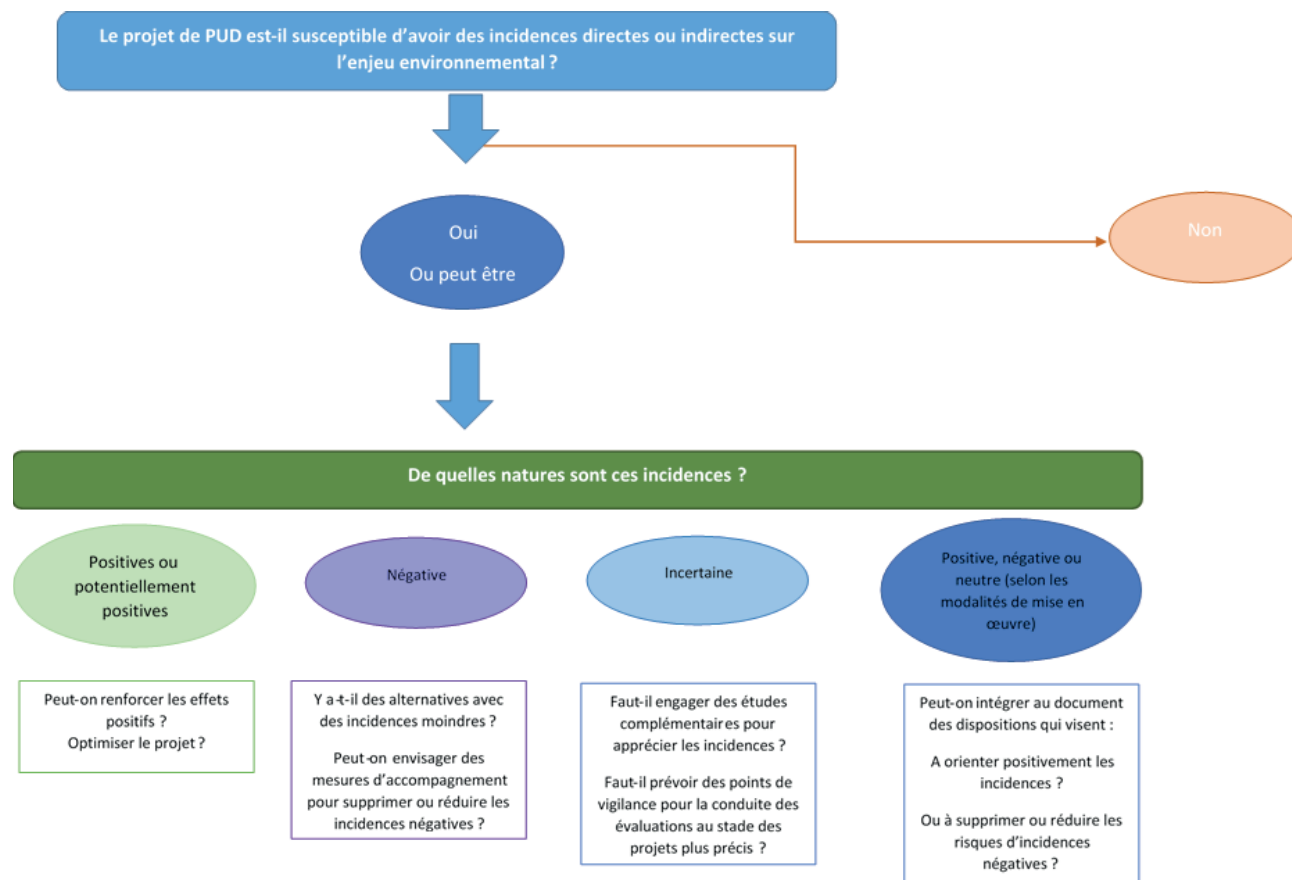 Le projet de PUD est-il susceptible d'avoir des incidences directes ou indirectes sur
l'enjeu environnemental ?
Oui
Ou peut être
Non
De quelles natures sont ces incidences ?
Positives ou
potentiellement
positives
Négative
Incertaine
Positive, négative ou
neutre (selon les
modalités de mise en
œuvre)
Peut-on renforcer les effets
positifs ?
Optimiser le projet ?
Y a-t-il des alternatives avec
des incidences moindres ?
Peut-on envisager des
mesures d'accompagnement
pour supprimer ou réduire les
incidences négatives ?
Faut-il engager des études
complémentaires pour
apprécier les incidences ?
Faut-il prévoir des points de
vigilance pour la conduite des
évaluations au stade des
projets plus précis ?
Peut-on intégrer au document
des dispositions qui visent :
A orienter positivement les
incidences ?
Ou à supprimer ou réduire les
risques d'incidences
négatives ?